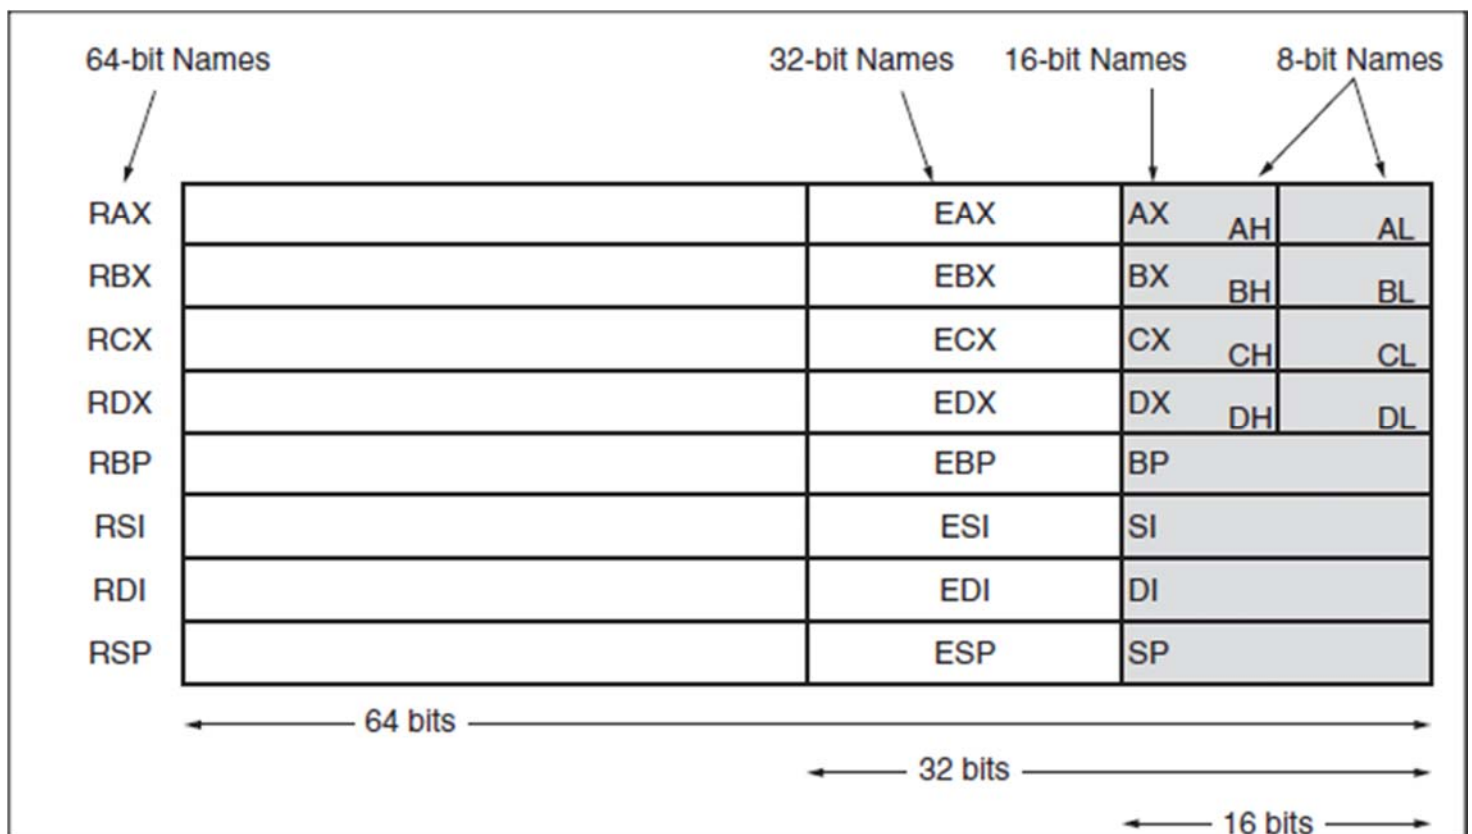 64-bit Names 32-bit Names 16-bit Names 8-bit Names
RAX EAX AX AH AL
RBX EBX BX BH BL
RCX ECX CX CH CL
RDX EDX DX DH DL
RBP EBP BP
RSI ESI SI
RDI EDI DI
RSP ESP SP
64 bits
32 bits
16 bits